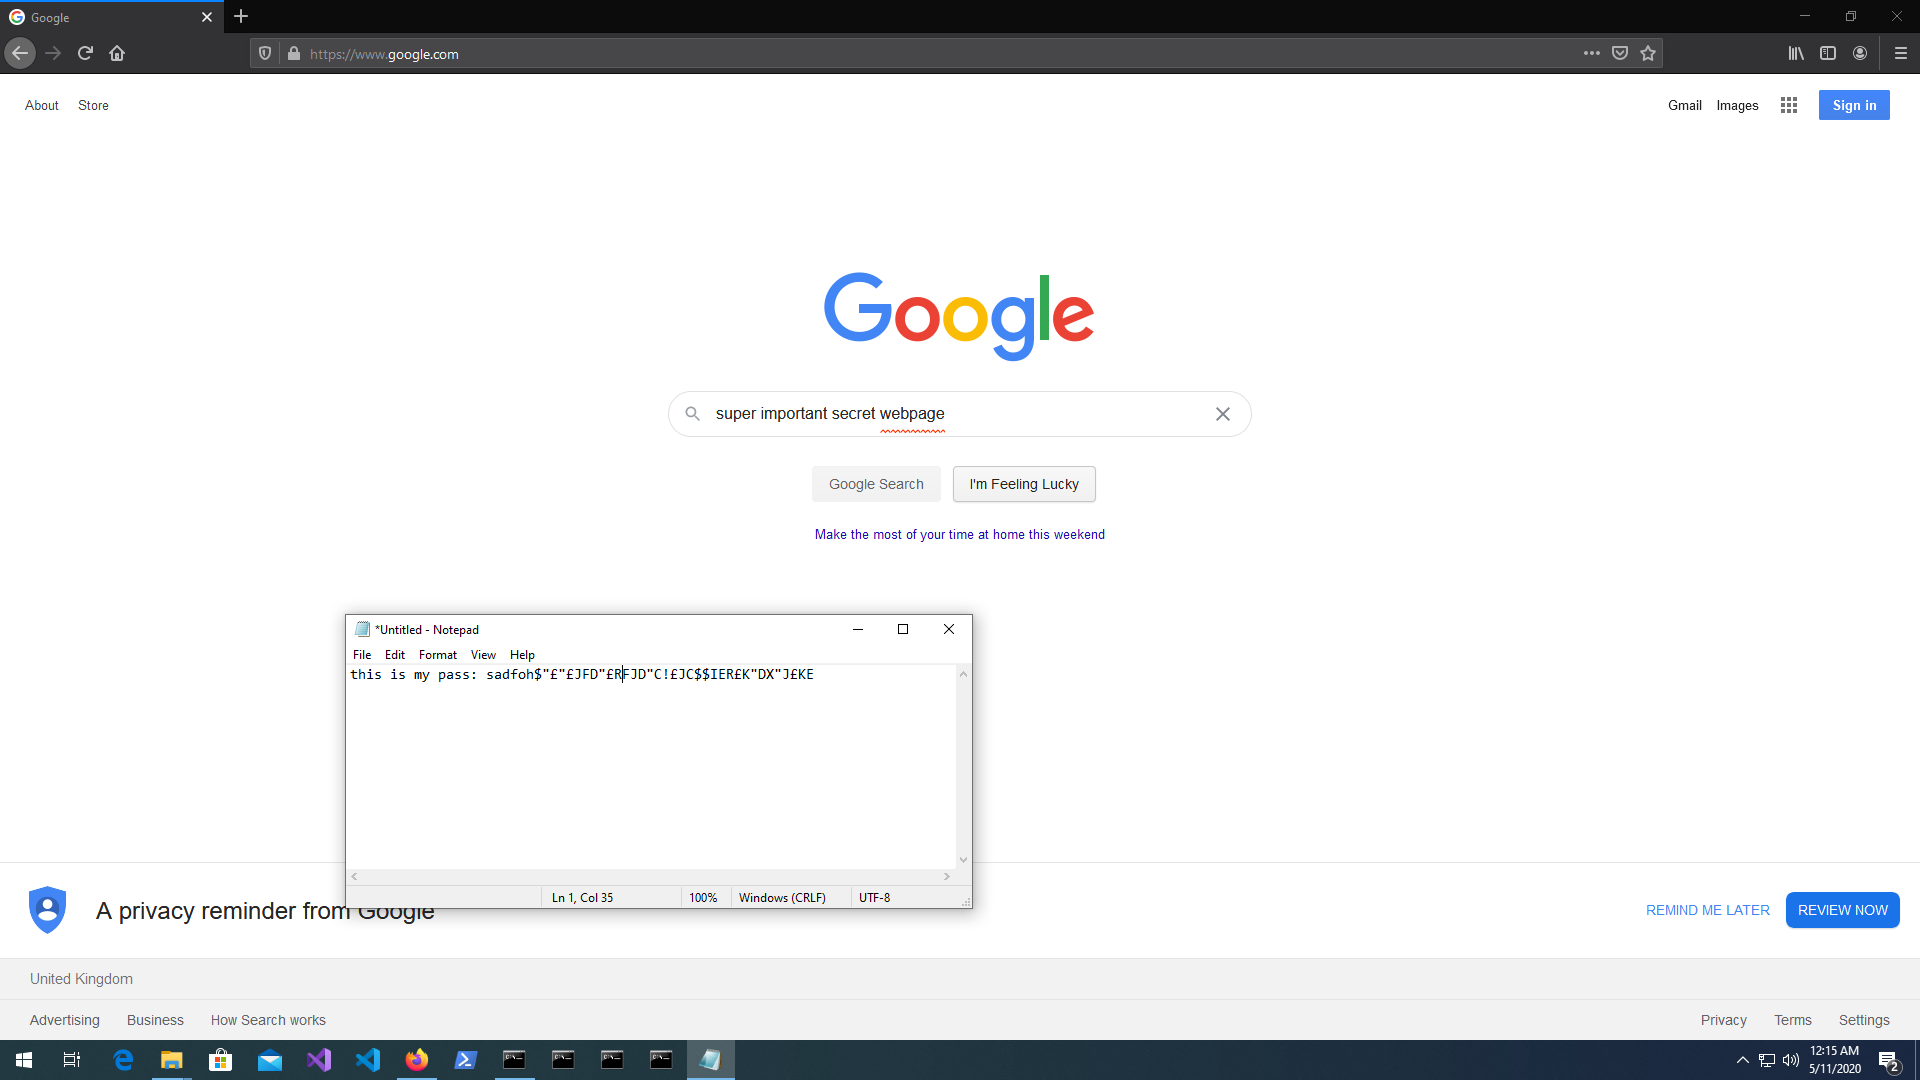 Google
https://www.google.com
About Store
Gmail Images Sign in
Google
super important secret webpage
Google Search I'm Feeling Lucky
Make the most of your time at home this weekend
*Untitled - Notepad
File Edit Format View Help
this is my pass: sadfoh$"£"£JFD"£RFJD"C!£JC$$IER£K"DX"J£KE
Ln 1, Col 35 100% Windows (CRLF) UTF-8
A privacy reminder from Google
REMIND ME LATER REVIEW NOW
United Kingdom
Advertising Business How Search works
Privacy Terms Settings
12:15 AM
5/11/2020
2